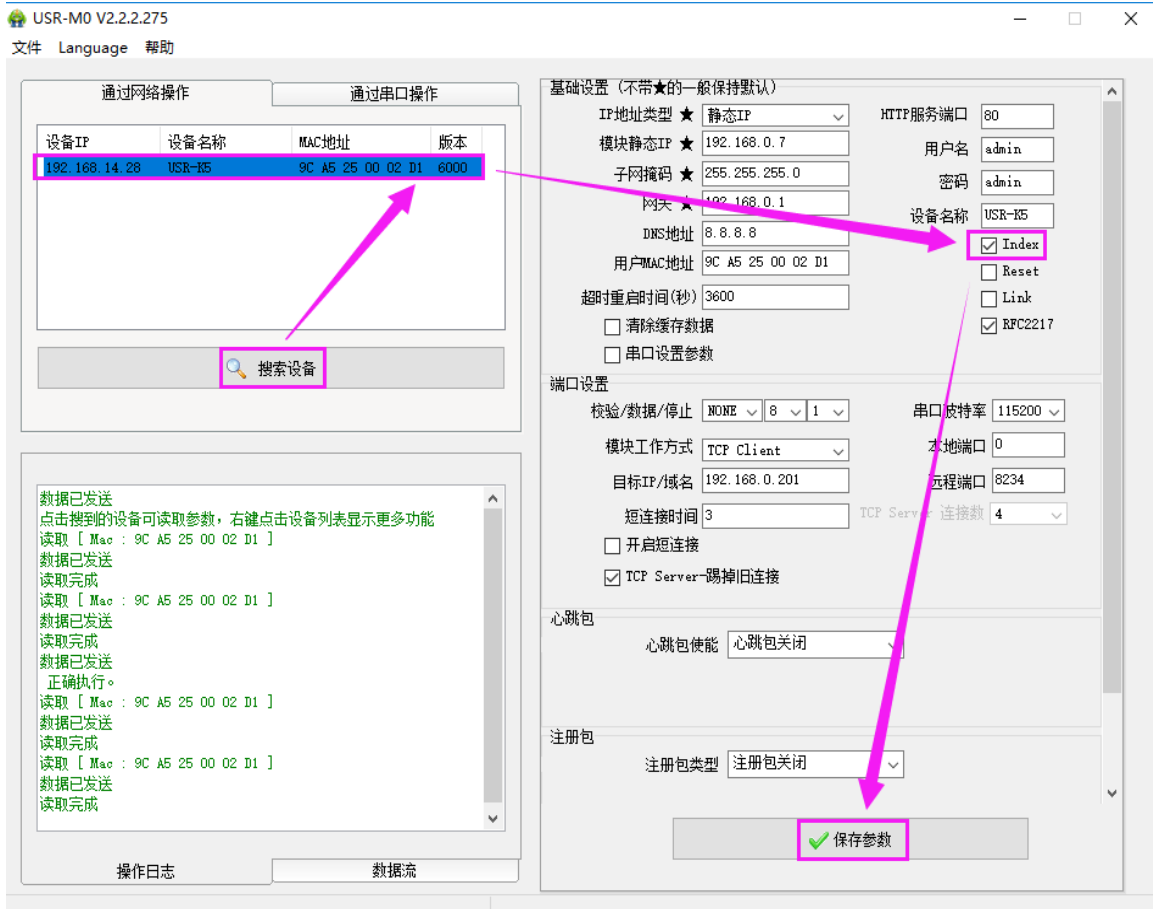 USR-M0 V2.2.2.275
文件 Language 帮助
通过网络操作 通过串口操作
设备IP 设备名称 MAC地址 版本
192.168.14.28 USR-K5 9C A5 25 00 02 D1 6000
搜索设备
数据已发送
点击搜到的设备可读取参数，右键点击设备列表显示更多功能
读取 [ Mac : 9C A5 25 00 02 D1 ]
数据已发送
读取完成
读取 [ Mac : 9C A5 25 00 02 D1 ]
数据已发送
读取完成
数据已发送
正确执行。
读取 [ Mac : 9C A5 25 00 02 D1 ]
数据已发送
读取完成
读取 [ Mac : 9C A5 25 00 02 D1 ]
数据已发送
读取完成
操作日志 数据流
基础设置 (不带★的一般保持默认)
IP地址类型 ★ 静态IP
模块静态IP ★ 192.168.0.7
子网掩码 ★ 255.255.255.0
网关 ★ 192.168.0.1
DNS地址 8.8.8.8
用户MAC地址 9C A5 25 00 02 D1
超时重启时间(秒) 3600
清除缓存数据
串口设置参数
HTTP服务端口 80
用户名 admin
密码 admin
设备名称 USR-K5
Index
Reset
Link
RFC2217
端口设置
校验/数据/停止 NONE 8 1
串口波特率 115200
模块工作方式 TCP Client
本地端口 0
目标IP/域名 192.168.0.201
远程端口 8234
短连接时间 3
TCP Server 连接数 4
开启短连接
TCP Server-踢掉旧连接
心跳包
心跳包使能 心跳包关闭
注册包
注册包类型 注册包关闭
保存参数